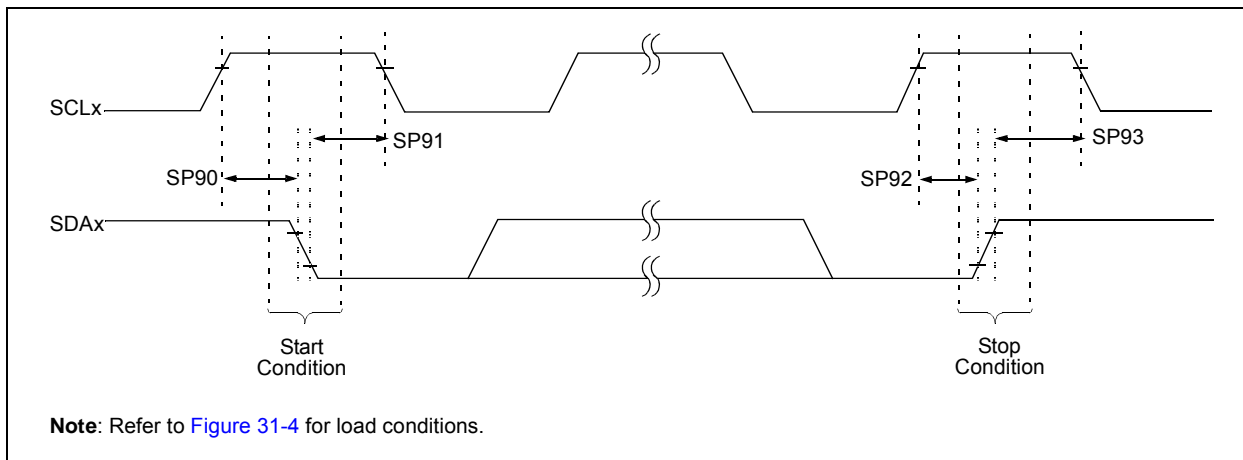 SCLx
SP91
SP93
SP90
SP92
SDAx
Start
Condition
Stop
Condition
Note: Refer to Figure 31-4 for load conditions.